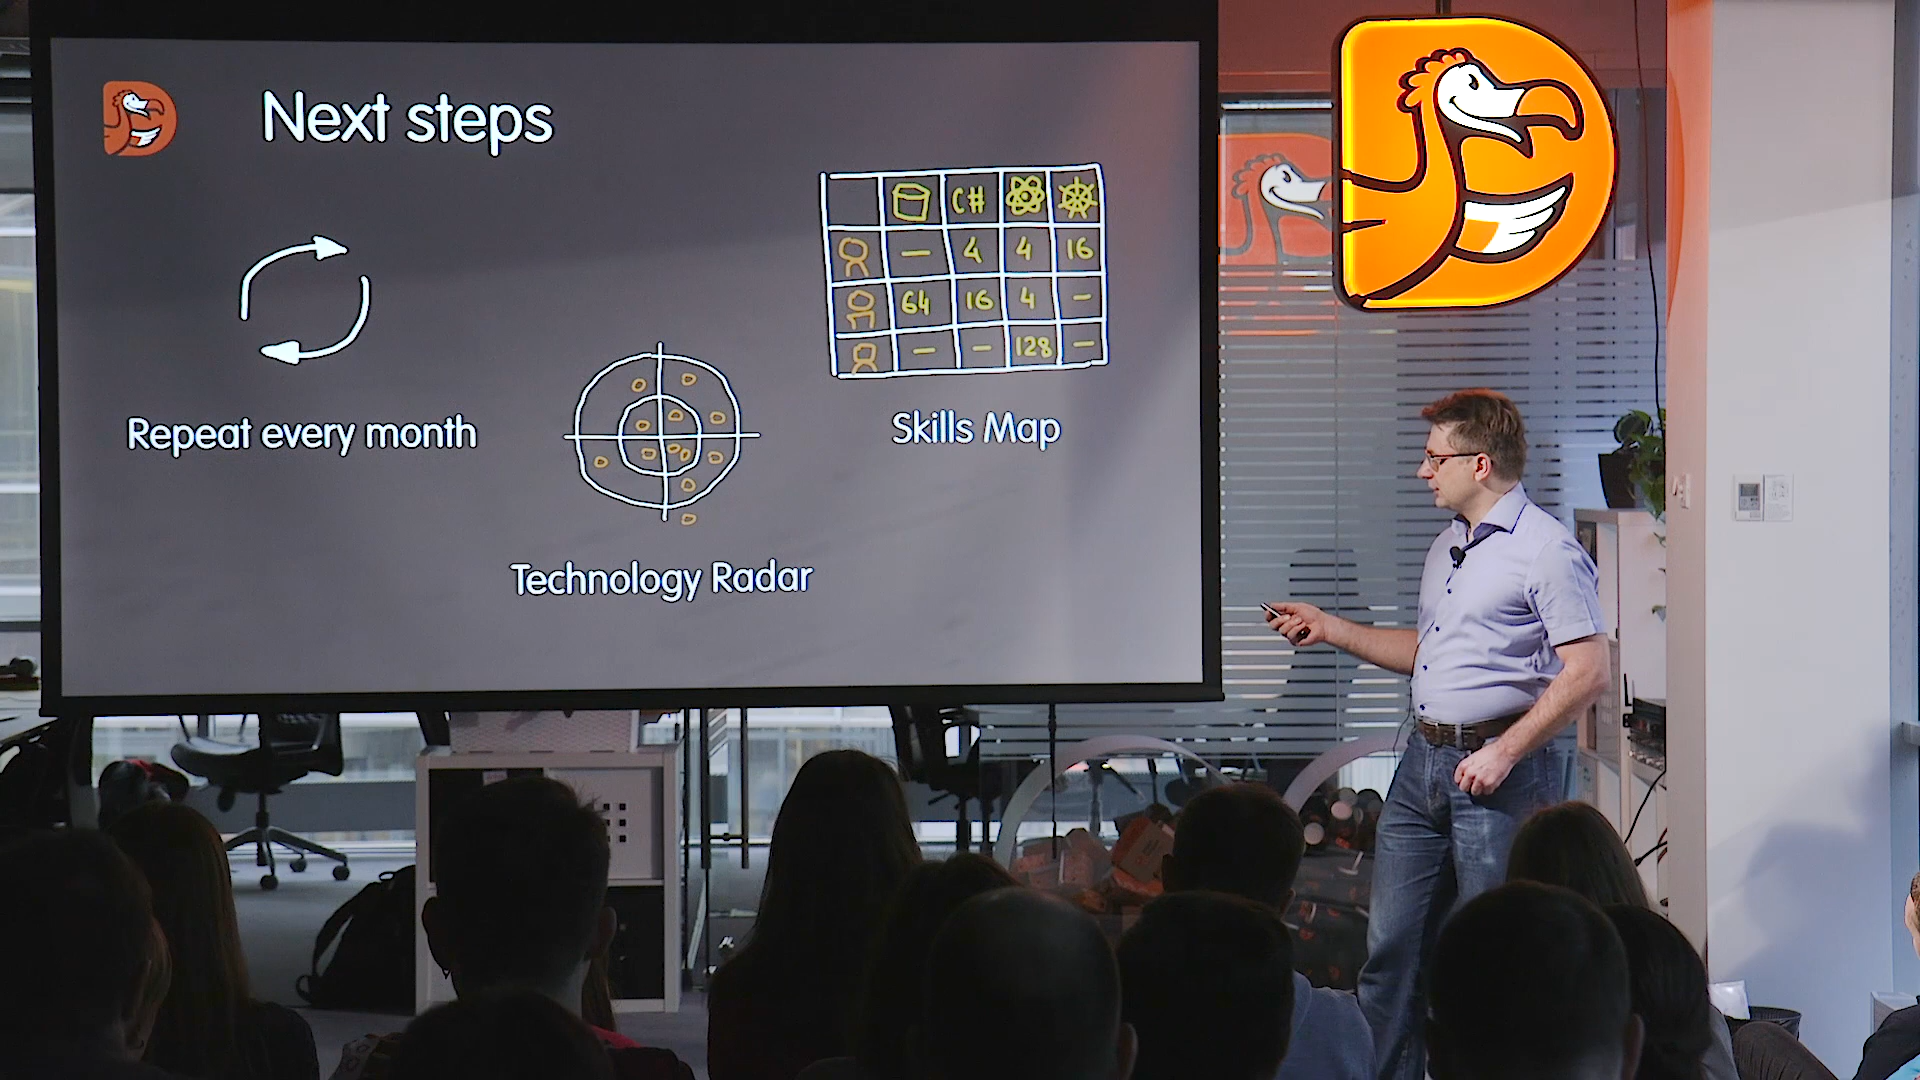 Next steps
C#
— 4 4 16
64 16 4 —
— — 128 —
Repeat every month
Skills Map
Technology Radar